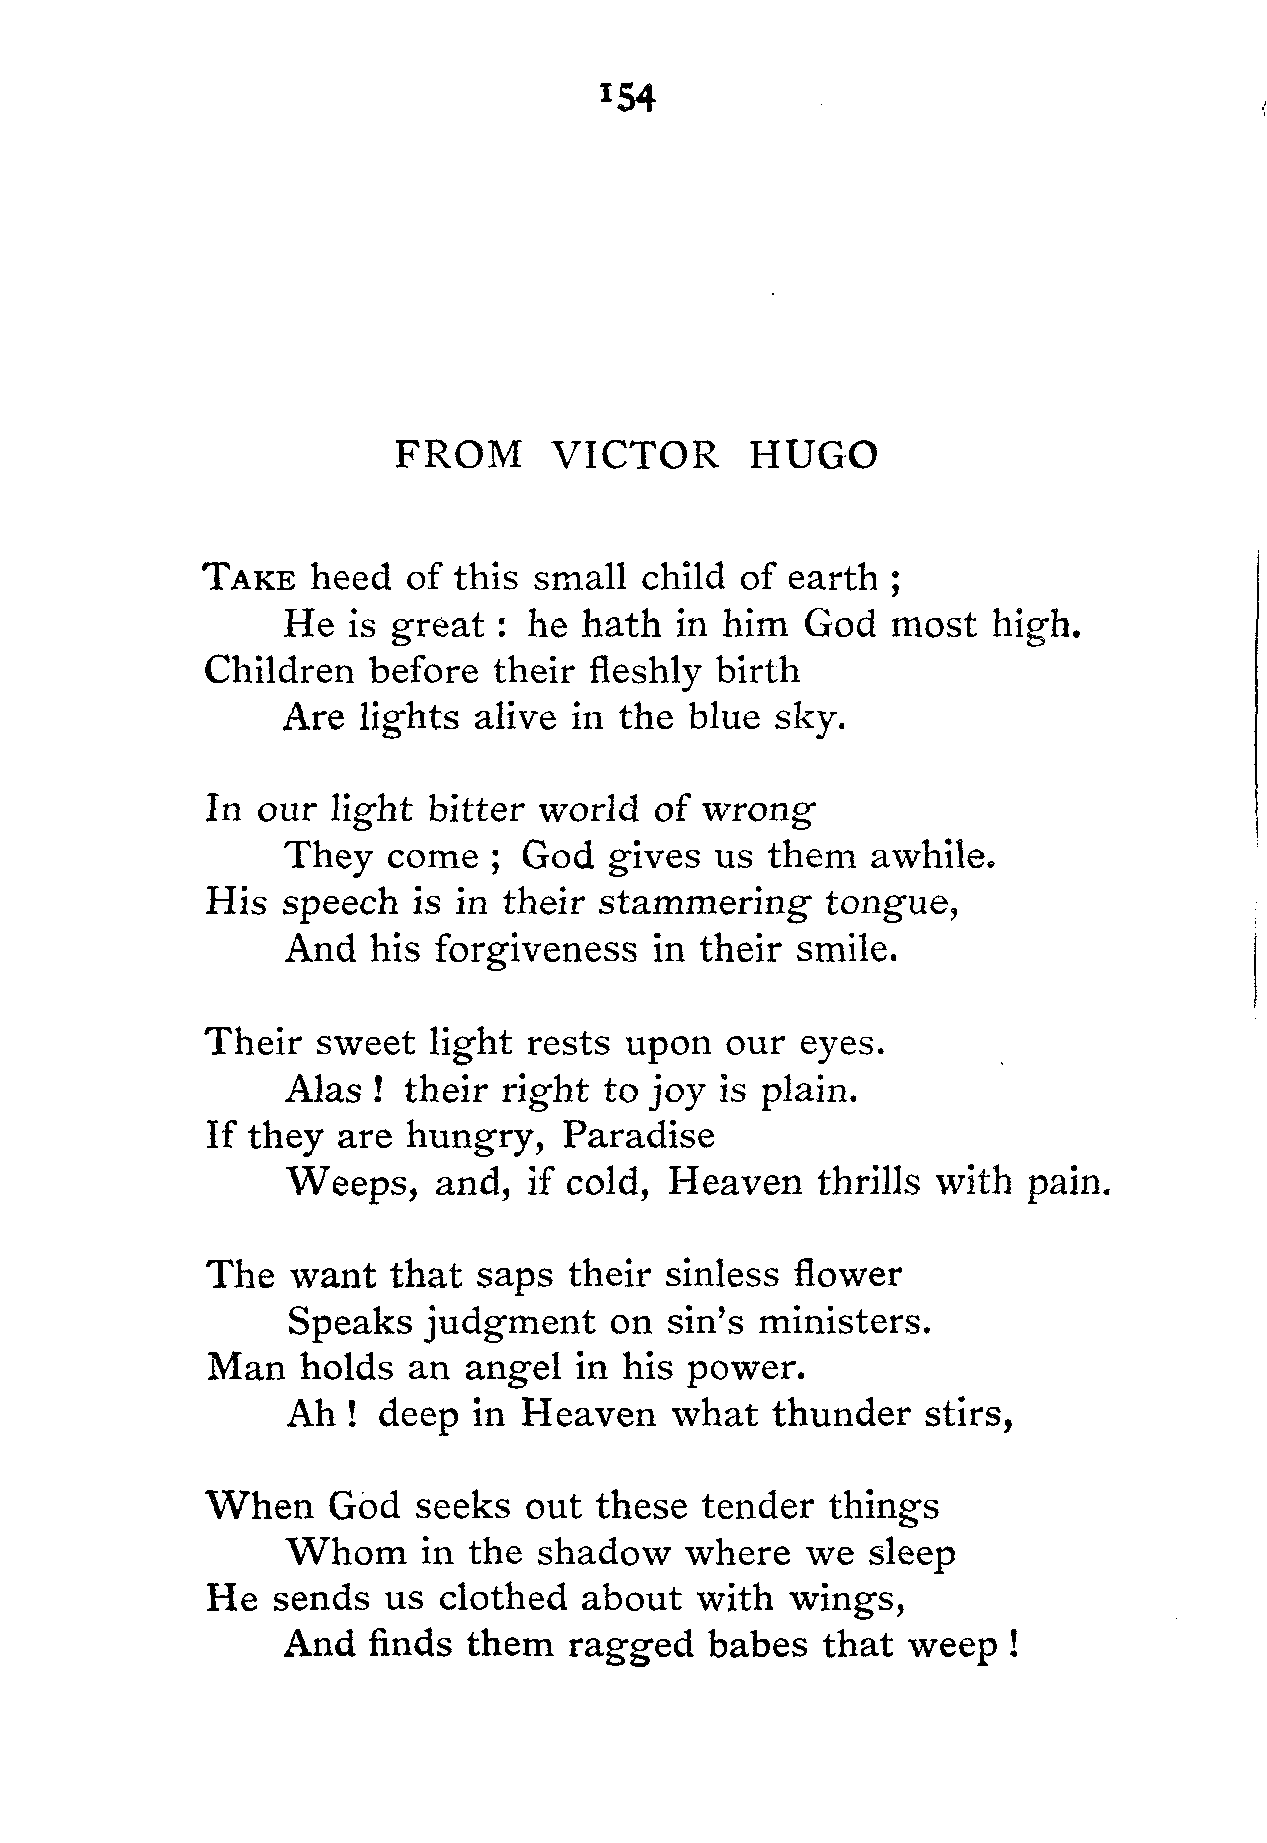 154
FROM VICTOR HUGO
TAKE heed of this small child of earth ;
He is great : he hath in him God most high.
Children before their fleshly birth
Are lights alive in the blue sky.
In our light bitter world of wrong
They come ; God gives us them awhile.
His speech is in their stammering tongue,
And his forgiveness in their smile.
Their sweet light rests upon our eyes.
Alas ! their right to joy is plain.
If they are hungry, Paradise
Weeps, and, if cold, Heaven thrills with pain.
The want that saps their sinless flower
Speaks judgment on sin's ministers.
Man holds an angel in his power.
Ah ! deep in Heaven what thunder stirs,
When God seeks out these tender things
Whom in the shadow where we sleep
He sends us clothed about with wings,
And finds them ragged babes that weep !